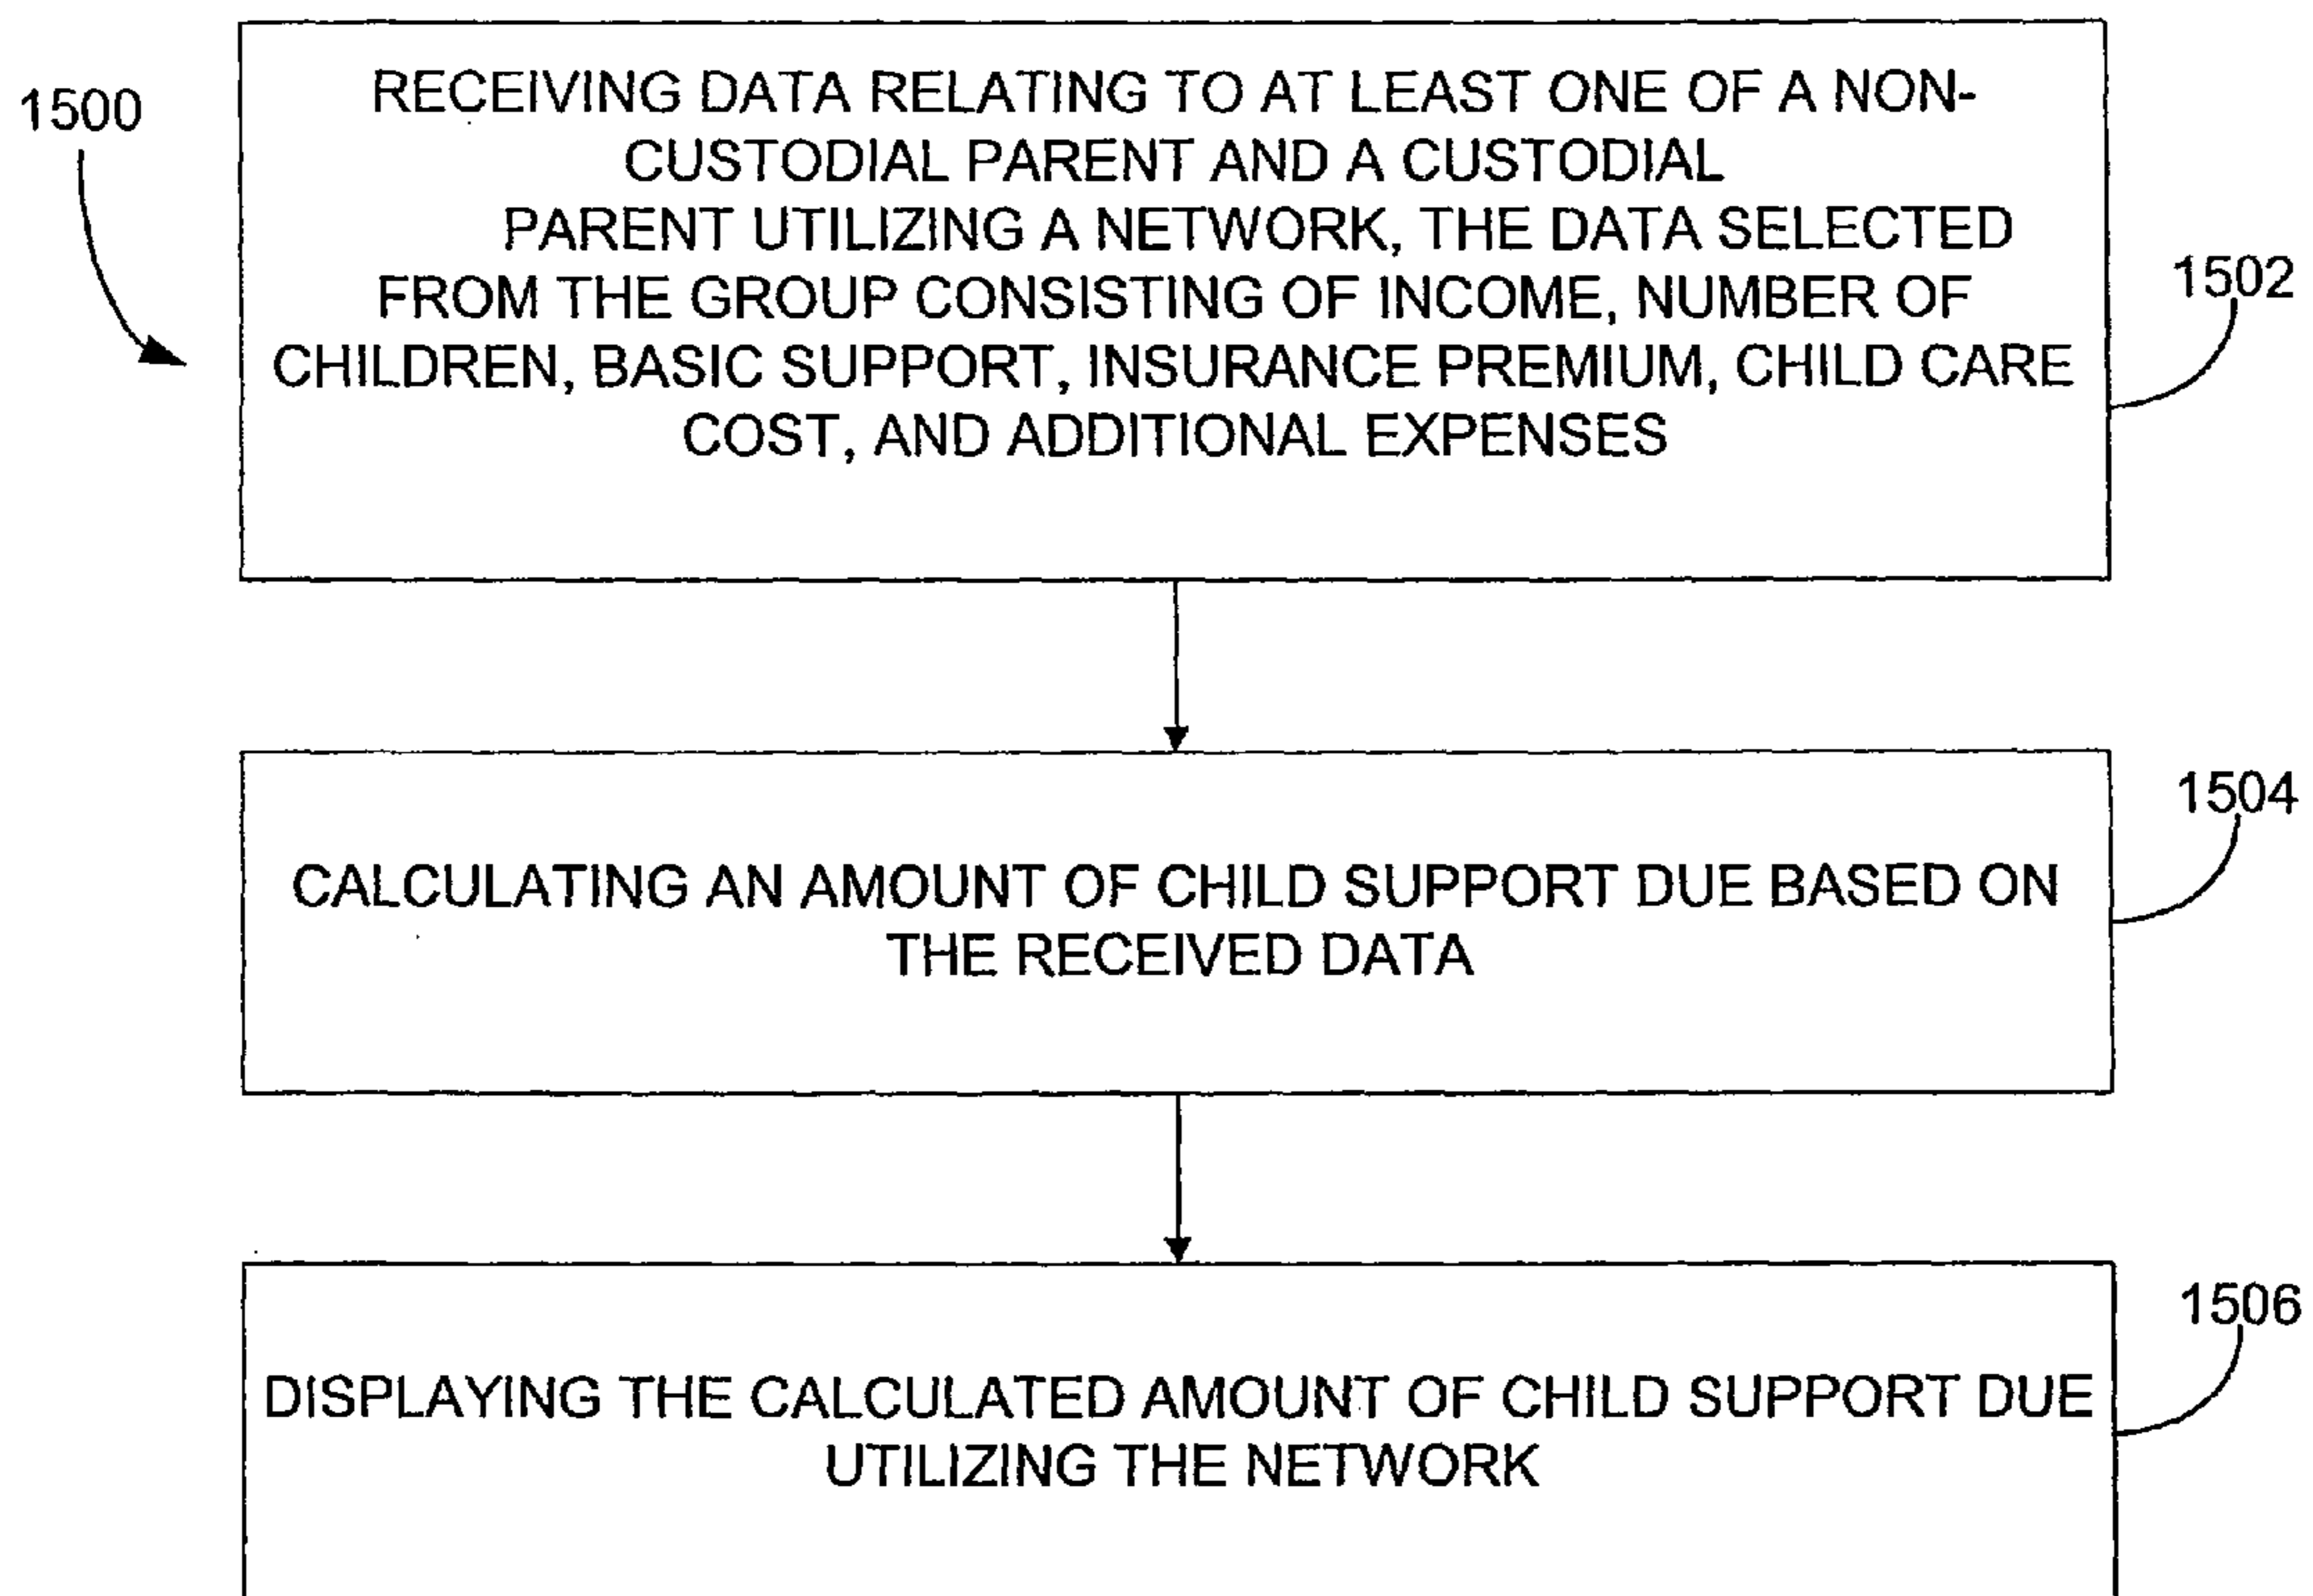 1500
RECEIVING DATA RELATING TO AT LEAST ONE OF A NON-
CUSTODIAL PARENT AND A CUSTODIAL
PARENT UTILIZING A NETWORK, THE DATA SELECTED
FROM THE GROUP CONSISTING OF INCOME, NUMBER OF
CHILDREN, BASIC SUPPORT, INSURANCE PREMIUM, CHILD CARE
COST, AND ADDITIONAL EXPENSES
1502
CALCULATING AN AMOUNT OF CHILD SUPPORT DUE BASED ON
THE RECEIVED DATA
1504
DISPLAYING THE CALCULATED AMOUNT OF CHILD SUPPORT DUE
UTILIZING THE NETWORK
1506